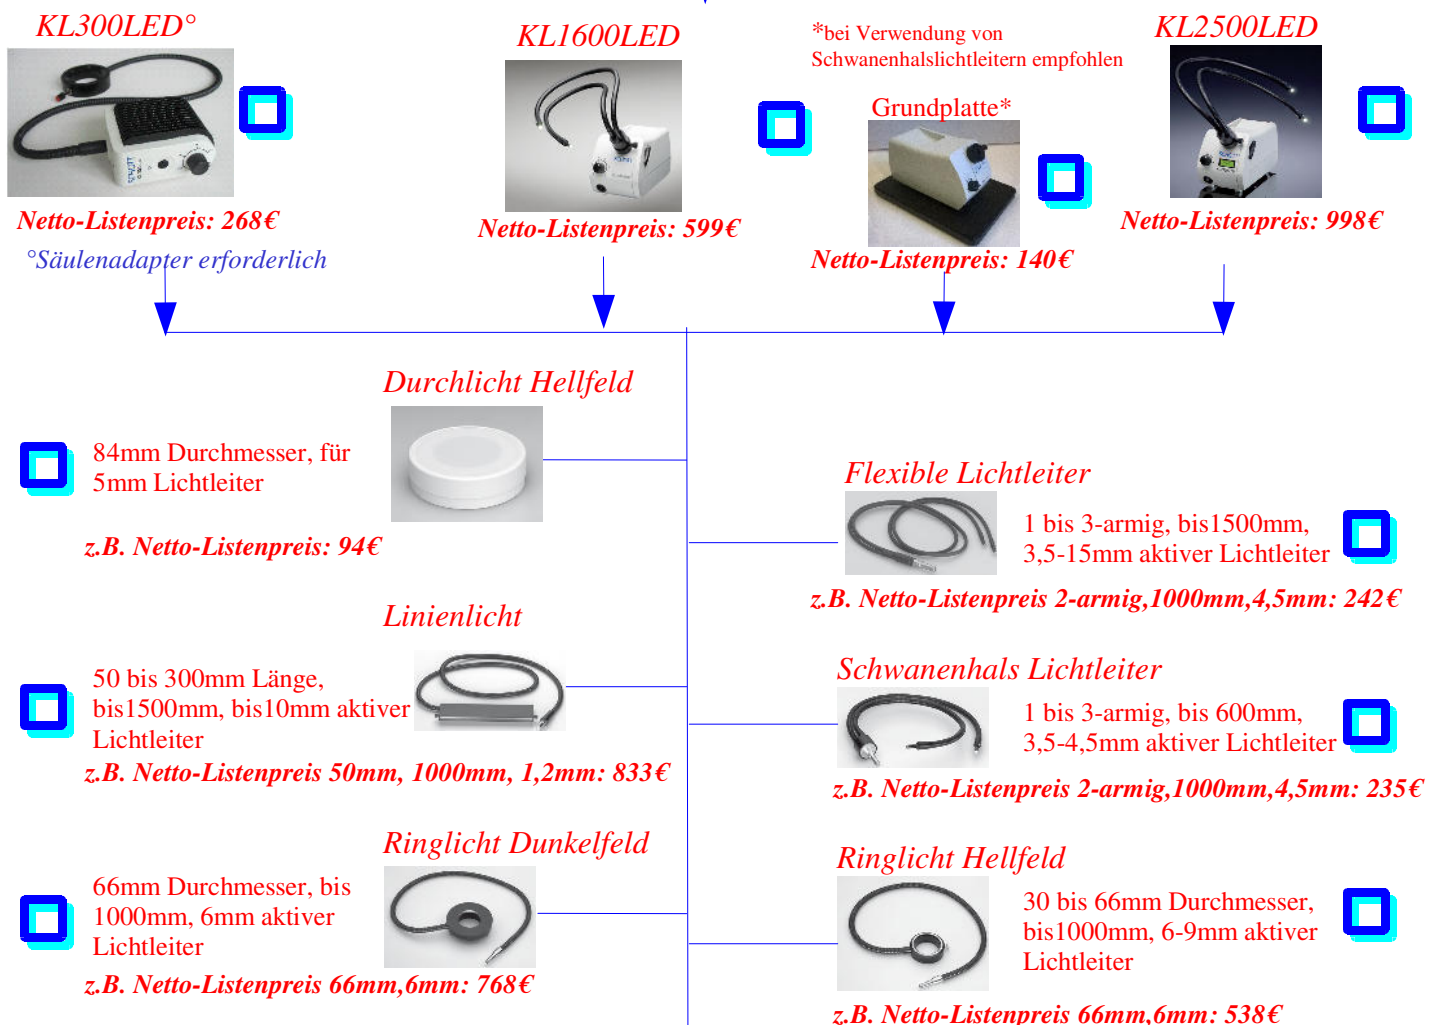 KL300LED°
KL1600LED
*bei Verwendung von
Schwanenhalslichtleitern empfohlen
KL2500LED
Grundplatte*
Netto-Listenpreis: 268€
Netto-Listenpreis: 599€
Netto-Listenpreis: 140€
Netto-Listenpreis: 998€
°Säulenadapter erforderlich
Durchlicht Hellfeld
84mm Durchmesser, für
5mm Lichtleiter
z.B. Netto-Listenpreis: 94€
Flexible Lichtleiter
1 bis 3-armig, bis1500mm,
3,5-15mm aktiver Lichtleiter
z.B. Netto-Listenpreis 2-armig,1000mm,4,5mm: 242€
Linienlicht
50 bis 300mm Länge,
bis1500mm, bis10mm aktiver
Lichtleiter
z.B. Netto-Listenpreis 50mm, 1000mm, 1,2mm: 833€
Schwanenhals Lichtleiter
1 bis 3-armig, bis 600mm,
3,5-4,5mm aktiver Lichtleiter
z.B. Netto-Listenpreis 2-armig,1000mm,4,5mm: 235€
Ringlicht Dunkelfeld
66mm Durchmesser, bis
1000mm, 6mm aktiver
Lichtleiter
z.B. Netto-Listenpreis 66mm,6mm: 768€
Ringlicht Hellfeld
30 bis 66mm Durchmesser,
bis1000mm, 6-9mm aktiver
Lichtleiter
z.B. Netto-Listenpreis 66mm,6mm: 538€